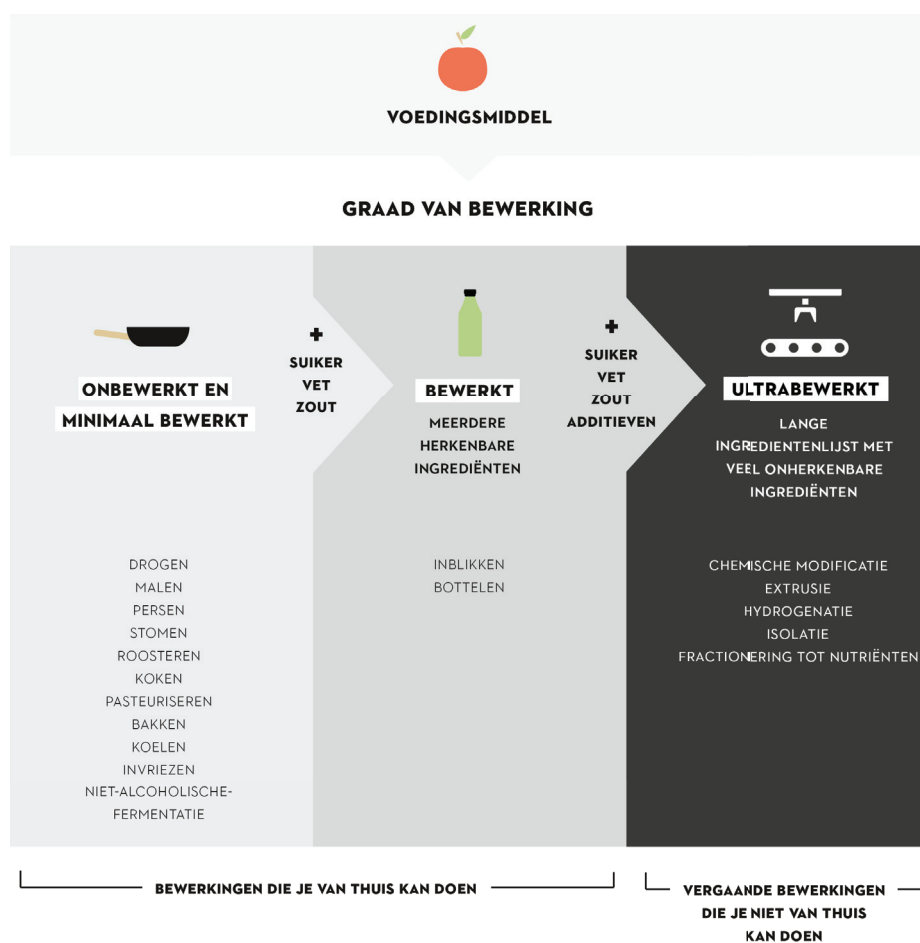 VOEDINGSMIDDEL
GRAAD VAN BEWERKING
ONBEWERKT EN
MINIMAAL BEWERKT
DROGEN
MALEN
PERSEN
STOMEN
ROOSTEREN
KOKEN
PASTEURISEREN
BAKKEN
KOELEN
INVRIEZEN
NIET-ALCOHOLISCHE-
FERMENTATIE
+
SUIKER
VET
ZOUT
BEWERKT
MEERDERE
HERKENBARE
INGREDIËNTEN
INBLIKKEN
BOTTELEN
+
SUIKER
VET
ZOUT
ADDITIEVEN
ULTRABEWERKT
LANGE
INGREDIENTENLIJST MET
VEEL ONHERKENBARE
INGREDIËNTEN
CHEMISCHE MODIFICATIE
EXTRUSIE
HYDROGENATIE
ISOLATIE
FRACTIONERING TOT NUTRIËNTEN
BEWERKINGEN DIE JE VAN THUIS KAN DOEN
VERGAANDE BEWERKINGEN
DIE JE NIET VAN THUIS
KAN DOEN